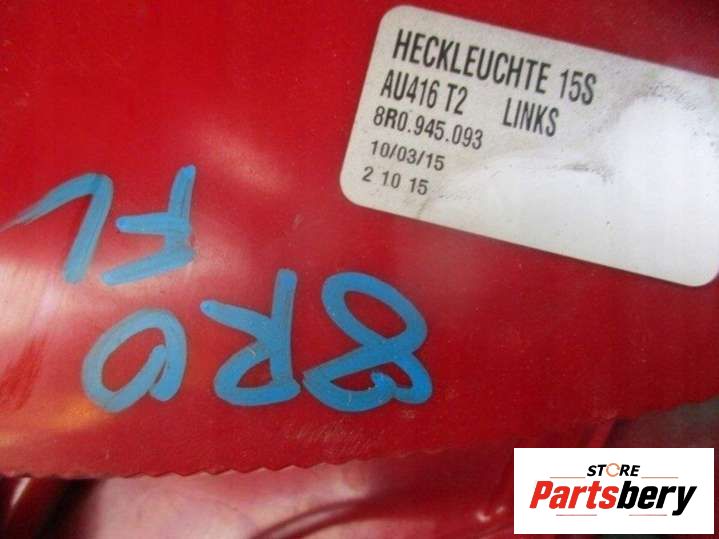 HECKLEUCHTE 15S
AU416 T2 LINKS
8R0.945.093
10/03/15
2 10 15
FL
8R0
STORE
Partsbery